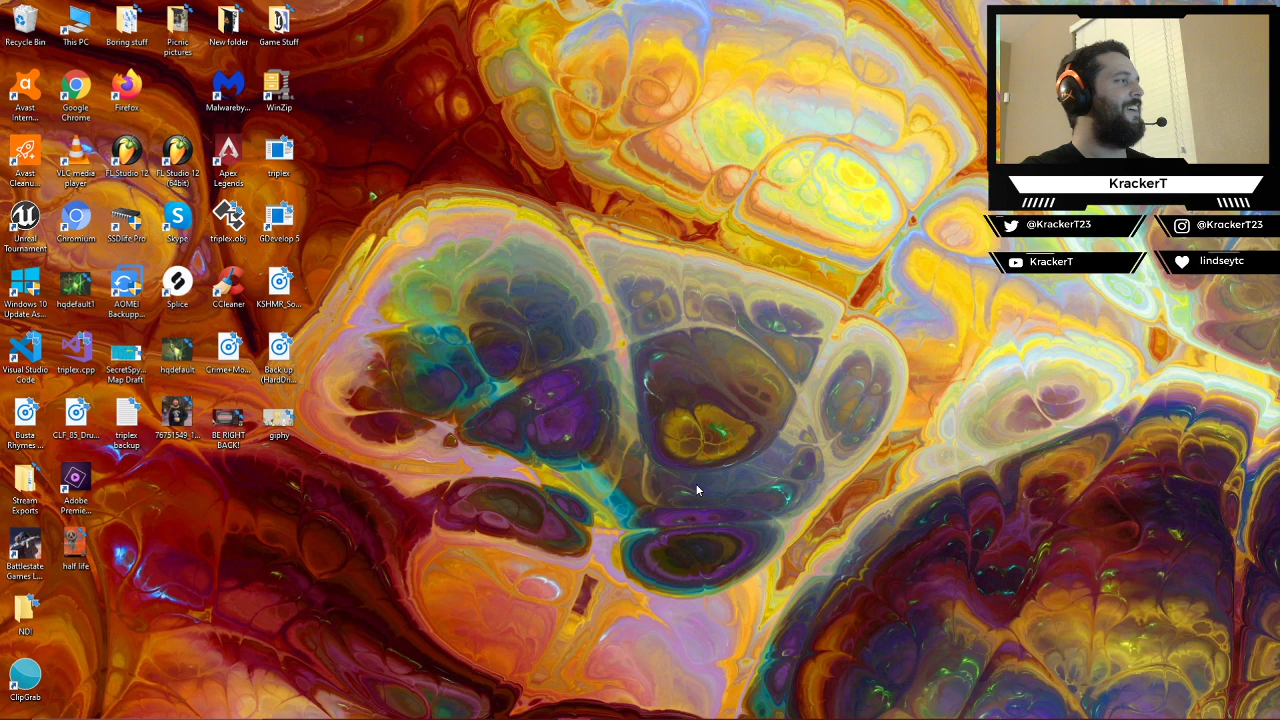 Recycle Bin
This PC
Boring stuff
Picnic
pictures
New folder
Game Stuff
Avast
Intern...
Google
Chrome
Firefox
Malwareby...
WinZip
Avast
Cleanu...
VLC media
player
FL Studio 12
FL Studio 12
(64bit)
Apex
Legends
triplex
Unreal
Tournament
Chromium
SSDlife Pro
Skype
triplex.obj
GDevelop 5
Windows 10
Update As...
hqdefault1
AOMEI
Backupp...
Splice
CCleaner
KSHMR_So...
Visual Studio
Code
triplex.cpp
SecretSpy...
Map Draft
hqdefault
Crime+Mo...
Back up
(HardDri...
Busta
Rhymes ...
CLF_85_Dru...
triplex
backup
76751549_1...
BE RIGHT
BACK!
giphy
Stream
Exports
Adobe
Premie...
Battlestate
Games L...
half life
NDI
ClipGrab
KrackerT
@KrackerT23
@KrackerT23
KrackerT
lindseytc